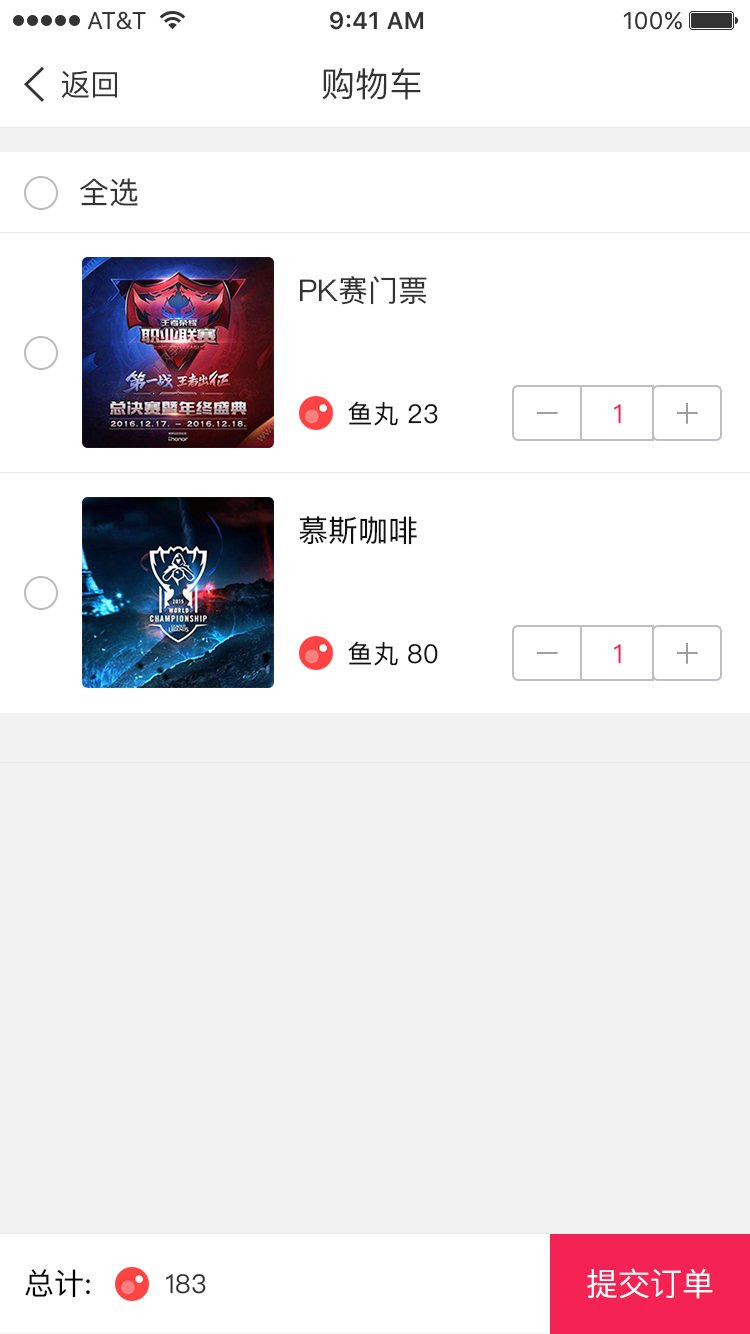 AT&T 9:41 AM 100%
返回 购物车
全选
王者荣耀
职业联赛
第一战 王者出征
总决赛暨年终盛典
2016.12.17. – 2016.12.18.
honor
PK赛门票
鱼丸 23
1
2015
WORLD
CHAMPIONSHIP
LEAGUE
LEGENDS
慕斯咖啡
鱼丸 80
1
总计: 183
提交订单